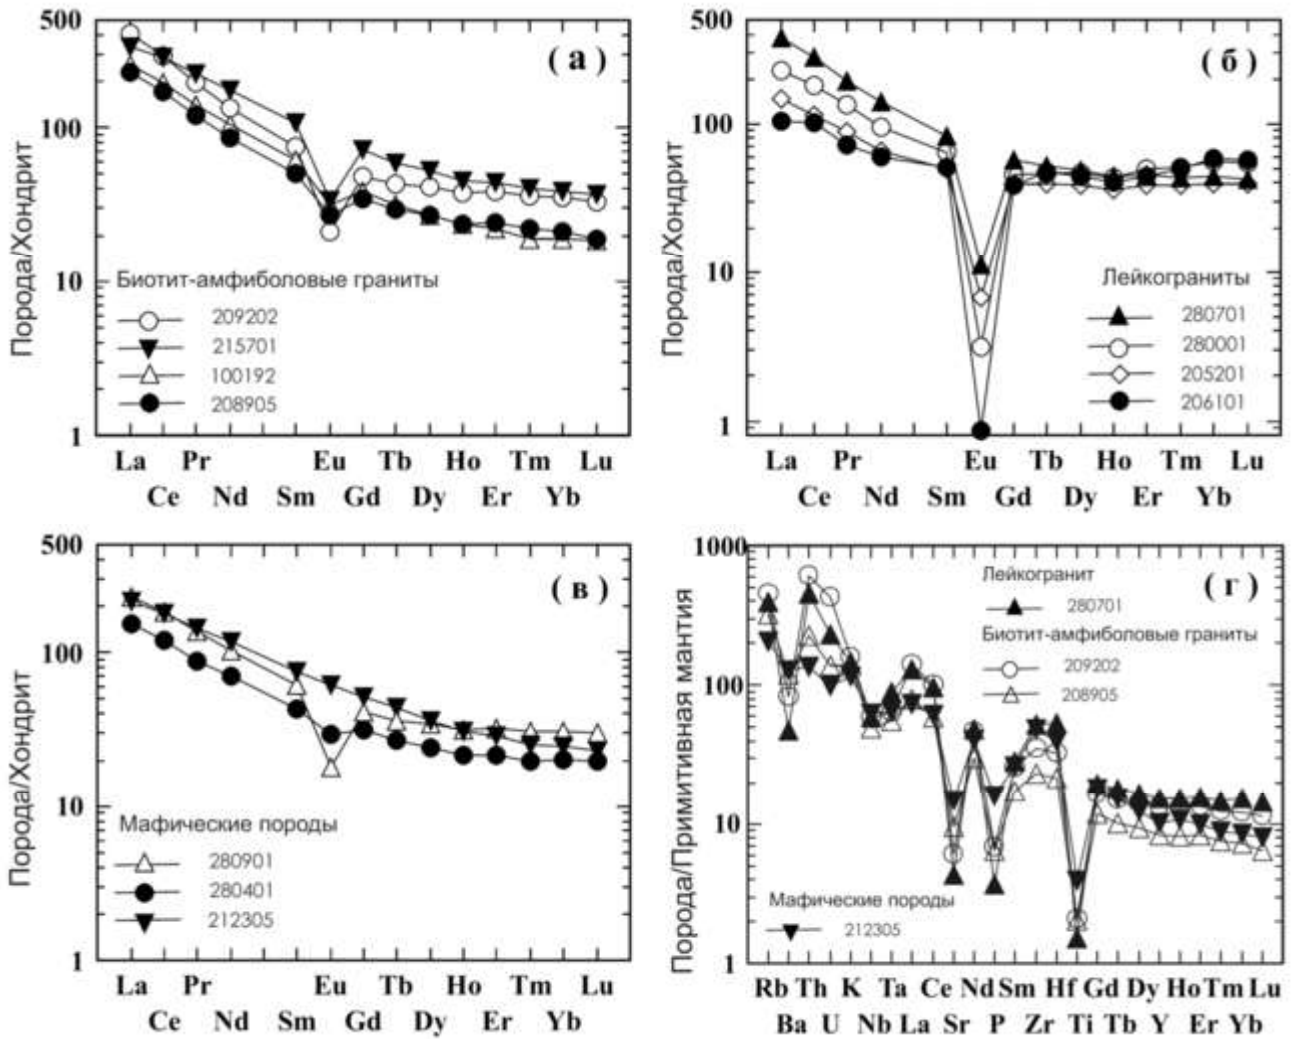 500
100
10
1
Порода/Хондрит
( а )
Биотит-амфиболовые граниты
209202
215701
100192
208905
La Pr Eu Tb Ho Tm Lu
Ce Nd Sm Gd Dy Er Yb
500
100
10
1
Порода/Хондрит
( б )
Лейкограниты
280701
280001
205201
206101
La Pr Eu Tb Ho Tm Lu
Ce Nd Sm Gd Dy Er Yb
500
100
10
1
Порода/Хондрит
( в )
Мафические породы
280901
280401
212305
La Pr Eu Tb Ho Tm Lu
Ce Nd Sm Gd Dy Er Yb
1000
100
10
1
Порода/Примитивная мантия
( г )
Лейкогранит
280701
Биотит-амфиболовые граниты
209202
208905
Мафические породы
212305
Rb Th K Ta Ce Nd Sm Hf Gd Dy Ho Tm Lu
Ba U Nb La Sr P Zr Ti Tb Y Er Yb